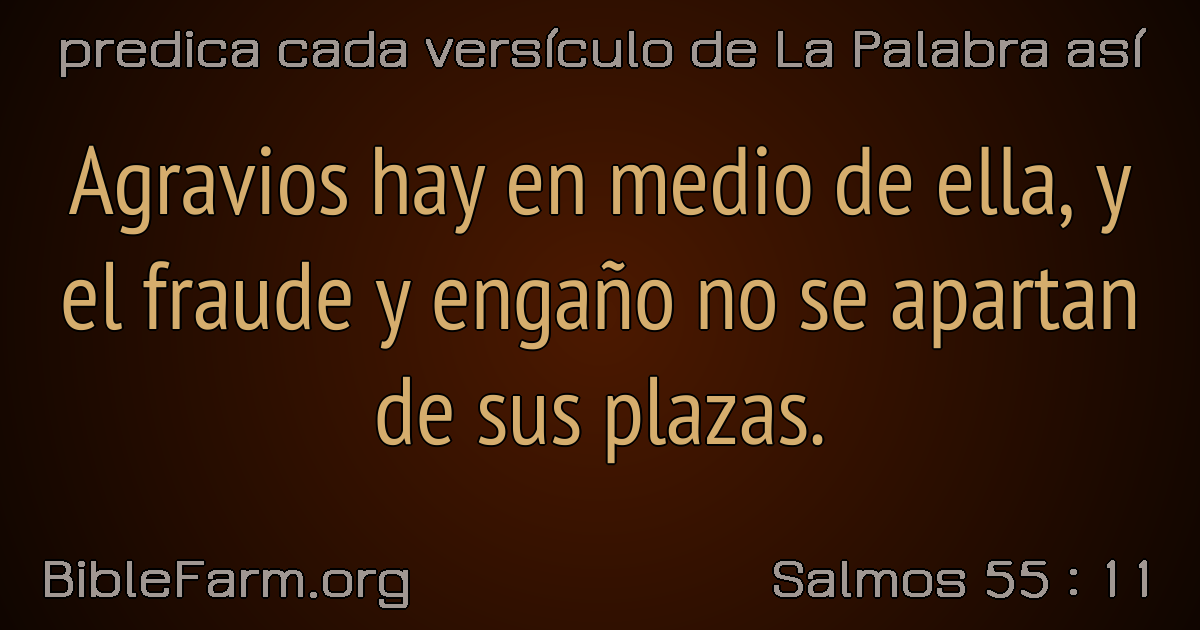 predica cada versículo de La Palabra así
Agravios hay en medio de ella, y
el fraude y engaño no se apartan
de sus plazas.
BibleFarm.org
Salmos 55 : 11